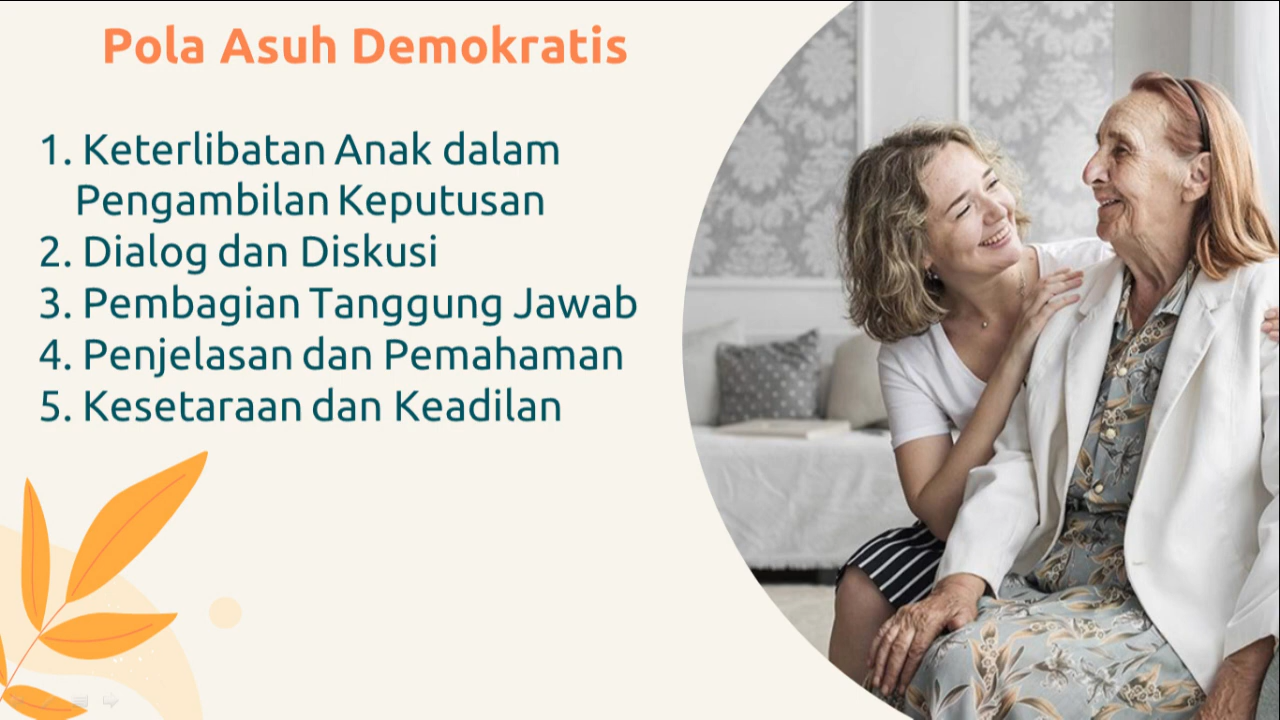 Pola Asuh Demokratis
1. Keterlibatan Anak dalam
Pengambilan Keputusan
2. Dialog dan Diskusi
3. Pembagian Tanggung Jawab
4. Penjelasan dan Pemahaman
5. Kesetaraan dan Keadilan